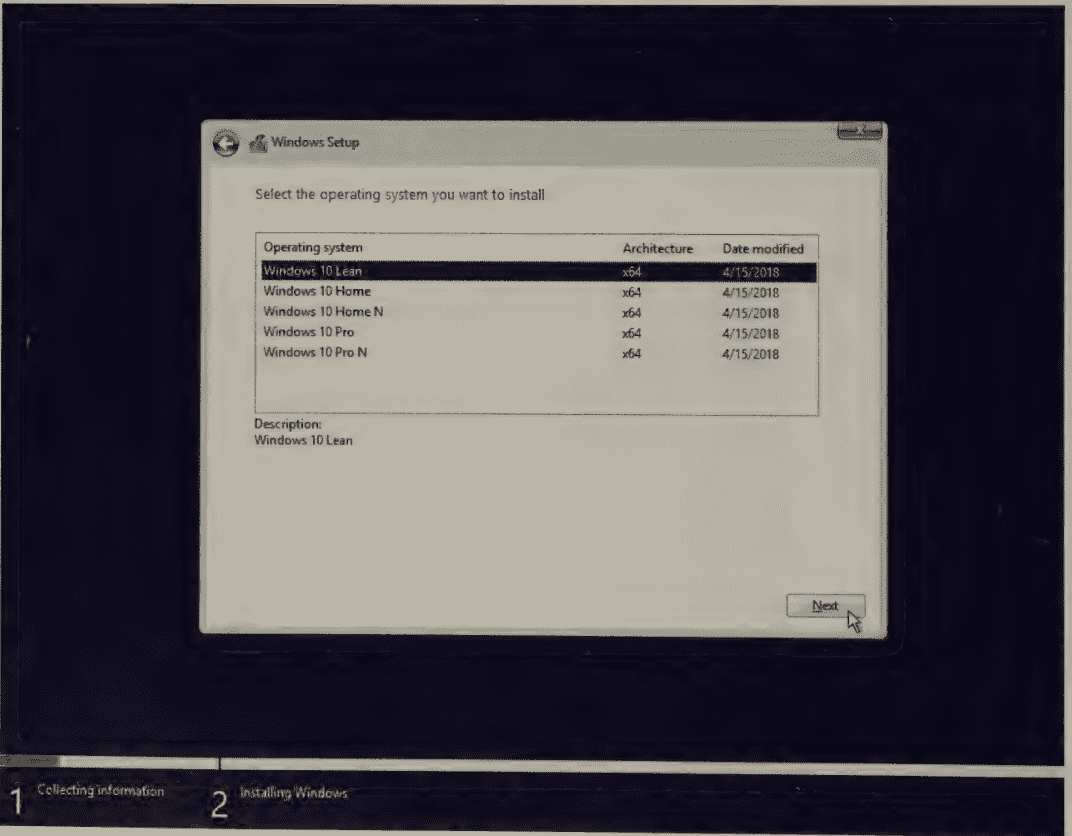 Windows Setup
Select the operating system you want to install
Operating system Architecture Date modified
Windows 10 Lean x64 4/15/2018
Windows 10 Home x64 4/15/2018
Windows 10 Home N x64 4/15/2018
Windows 10 Pro x64 4/15/2018
Windows 10 Pro N x64 4/15/2018
Description:
Windows 10 Lean
Next
1 Collecting information 2 Installing Windows